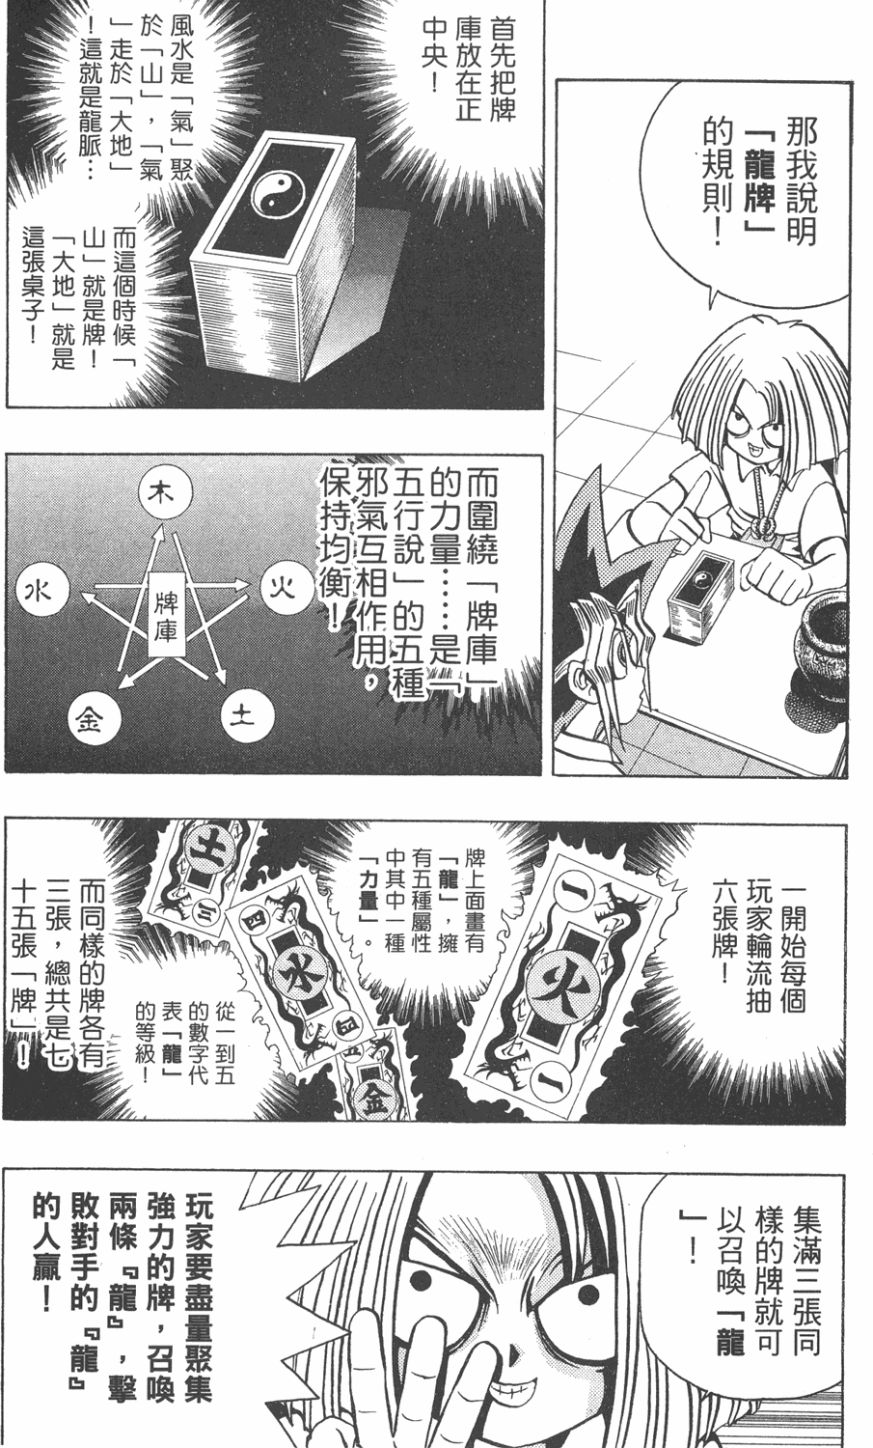 那我說明
「龍牌」
的規則！
首先把牌
庫放在正
中央！
風水是「氣」聚
於「山」，「氣
」走於「大地」
！這就是龍脈…
而這個時候「
山」就是牌！
「大地」就是
這張桌子！
而圍繞「牌庫」
的力量……是「
五行說」的五種
邪氣互相作用，
保持均衡！
木
水
火
牌庫
金
土
一開始每個
玩家輪流抽
六張牌！
一
火
一
牌上面畫有
「龍」，擁
有五種屬性
中其中一種
「力量」。
土
三
四
水
四
金
從一到五
的數字代
表「龍」
的等級！
而同樣的牌各有
三張，總共是七
十五張「牌」！
集滿三張同
樣的牌就可
以召喚「龍
」！
玩家要盡量聚集
強力的牌，召喚
兩條『龍』，擊
敗對手的『龍』
的人贏！